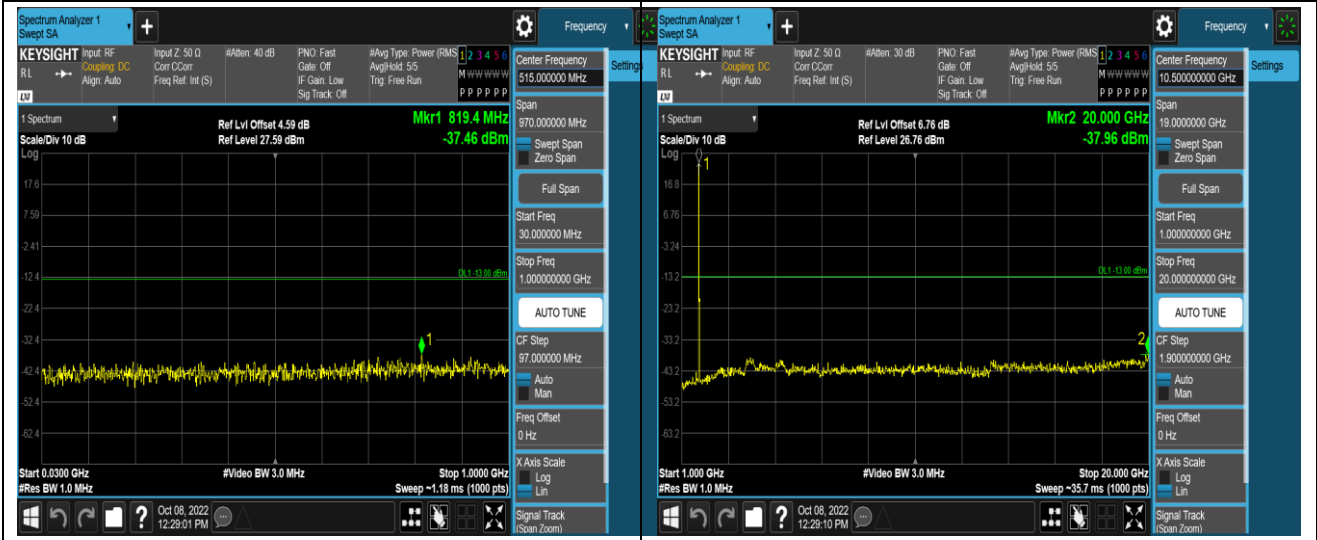 Spectrum Analyzer 1
Swept SA
+
Frequency
KEYSIGHT
RL
LXI
Input: RF
Coupling: DC
Align: Auto
Input Z: 50 Ω
Corr CCorr
Freq Ref: Int (S)
#Atten: 40 dB
PNO: Fast
Gate: Off
IF Gain: Low
Sig Track: Off
#Avg Type: Power (RMS
Avg|Hold: 5/5
Trig: Free Run
1 2 3 4 5 6
M W W W W W
P P P P P P
Center Frequency
515.000000 MHz
Settings
Span
970.000000 MHz
Swept Span
Zero Span
Full Span
Start Freq
30.000000 MHz
Stop Freq
1.000000000 GHz
AUTO TUNE
CF Step
97.000000 MHz
Auto
Man
Freq Offset
0 Hz
X Axis Scale
Log
Lin
Signal Track
(Span Zoom)
1 Spectrum
Scale/Div 10 dB
Log
Ref Lvl Offset 4.59 dB
Ref Level 27.59 dBm
Mkr1 819.4 MHz
-37.46 dBm
17.6
7.59
-2.41
-12.4
DL1 -13.00 dBm
-22.4
-32.4
1
-42.4
-52.4
-62.4
Start 0.0300 GHz
#Video BW 3.0 MHz
Stop 1.0000 GHz
#Res BW 1.0 MHz
Sweep ~1.18 ms (1000 pts)
?
Oct 08, 2022
12:29:01 PM
Spectrum Analyzer 1
Swept SA
+
Frequency
KEYSIGHT
RL
LXI
Input: RF
Coupling: DC
Align: Auto
Input Z: 50 Ω
Corr CCorr
Freq Ref: Int (S)
#Atten: 30 dB
PNO: Fast
Gate: Off
IF Gain: Low
Sig Track: Off
#Avg Type: Power (RMS
Avg|Hold: 5/5
Trig: Free Run
1 2 3 4 5 6
M W W W W W
P P P P P P
Center Frequency
10.500000000 GHz
Settings
Span
19.0000000 GHz
Swept Span
Zero Span
Full Span
Start Freq
1.000000000 GHz
Stop Freq
20.000000000 GHz
AUTO TUNE
CF Step
1.900000000 GHz
Auto
Man
Freq Offset
0 Hz
X Axis Scale
Log
Lin
Signal Track
(Span Zoom)
1 Spectrum
Scale/Div 10 dB
Log
Ref Lvl Offset 6.76 dB
Ref Level 26.76 dBm
Mkr2 20.000 GHz
-37.96 dBm
1
16.8
6.76
-3.24
-13.2
DL1 -13.00 dBm
-23.2
-33.2
2
-43.2
-53.2
-63.2
Start 1.000 GHz
#Video BW 3.0 MHz
Stop 20.000 GHz
#Res BW 1.0 MHz
Sweep ~35.7 ms (1000 pts)
?
Oct 08, 2022
12:29:10 PM